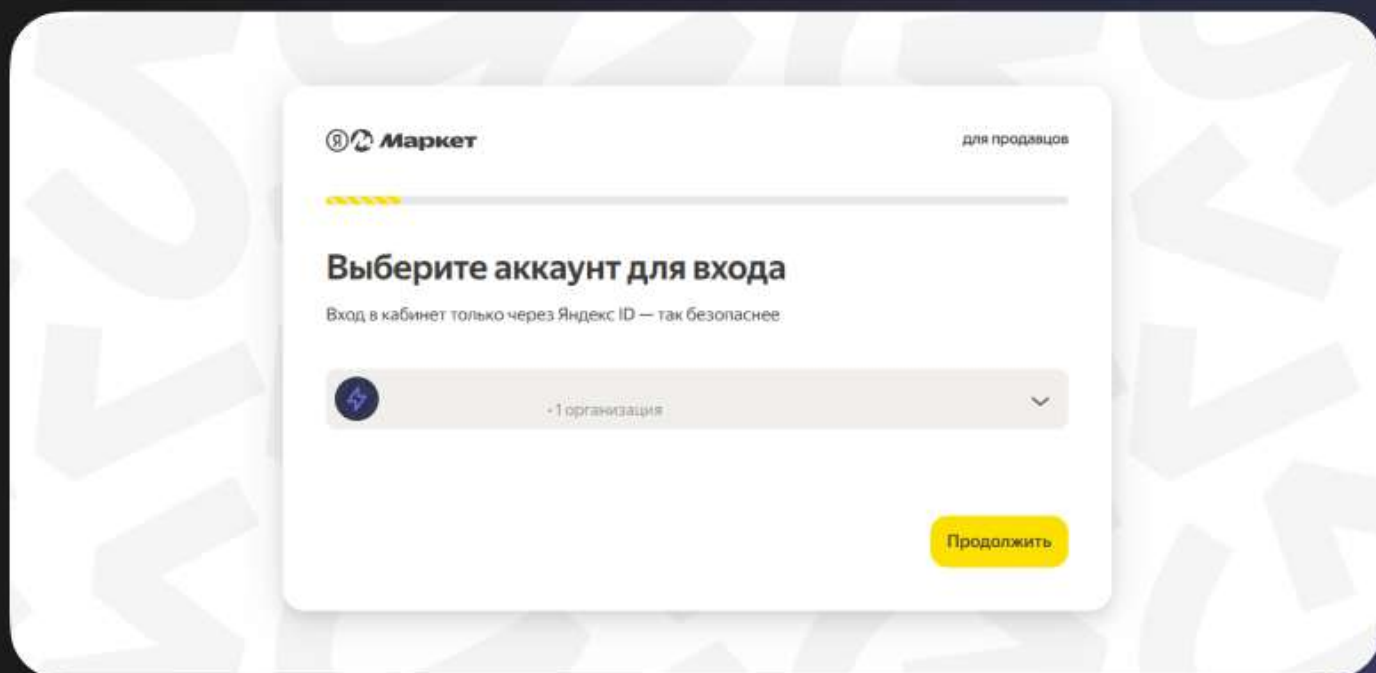 Я Маркет
для продавцов
Выберите аккаунт для входа
Вход в кабинет только через Яндекс ID — так безопаснее
• 1 организация
Продолжить